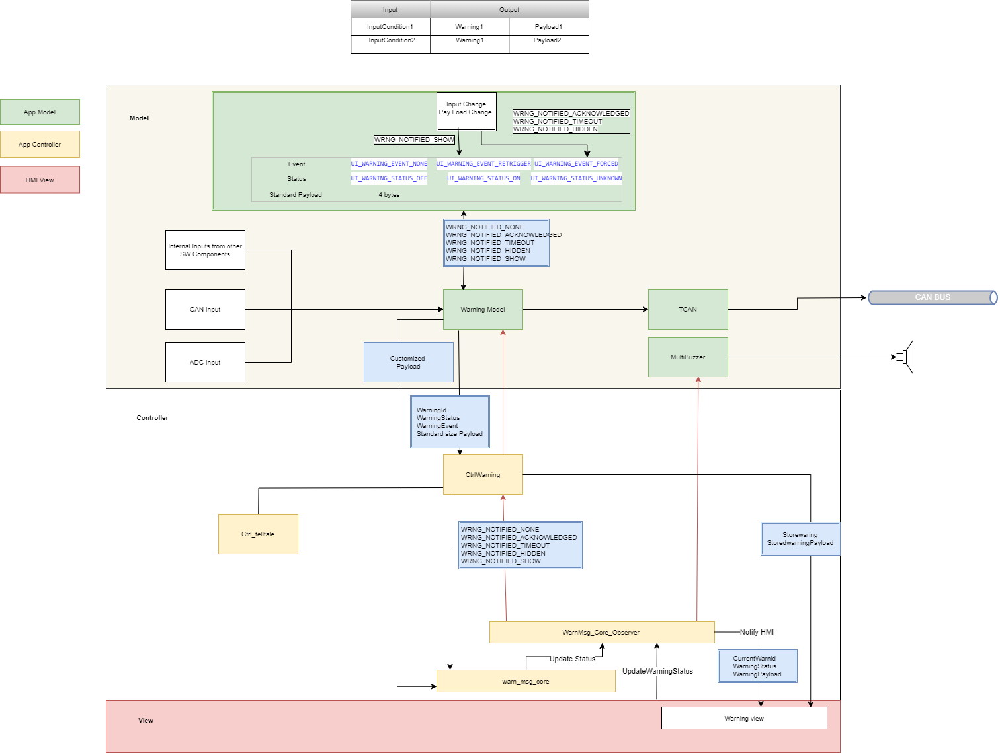 Input Output
InputCondition1 Warning1 Payload1
InputCondition2 Warning1 Payload2
App Model
App Controller
HMI View
Model
Input Change
Pay Load Change
WRNG_NOTIFIED_ACKNOWLEDGED
WRNG_NOTIFIED_TIMEOUT
WRNG_NOTIFIED_HIDDEN
WRNG_NOTIFIED_SHOW
Event UI_WARNING_EVENT_NONE UI_WARNING_EVENT_RETRIGGER UI_WARNING_EVENT_FORCED
Status UI_WARNING_STATUS_OFF UI_WARNING_STATUS_ON UI_WARNING_STATUS_UNKNOWN
Standard Payload 4 bytes
WRNG_NOTIFIED_NONE
WRNG_NOTIFIED_ACKNOWLEDGED
WRNG_NOTIFIED_TIMEOUT
WRNG_NOTIFIED_HIDDEN
WRNG_NOTIFIED_SHOW
Internal Inputs from other
SW Components
CAN Input
ADC Input
Warning Model
TCAN
CAN BUS
MultiBuzzer
Customized
Payload
Controller
WarningId
WarningStatus
WarningEvent
Standard size Payload
CtrlWarning
Ctrl_telltale
WRNG_NOTIFIED_NONE
WRNG_NOTIFIED_ACKNOWLEDGED
WRNG_NOTIFIED_TIMEOUT
WRNG_NOTIFIED_HIDDEN
WRNG_NOTIFIED_SHOW
Storewaring
StoredwarningPayload
WarnMsg_Core_Observer
Notify HMI
Update Status
UpdateWarningStatus
CurrentWarnid
WarningStatus
WarningPayload
warn_msg_core
View
Warning view